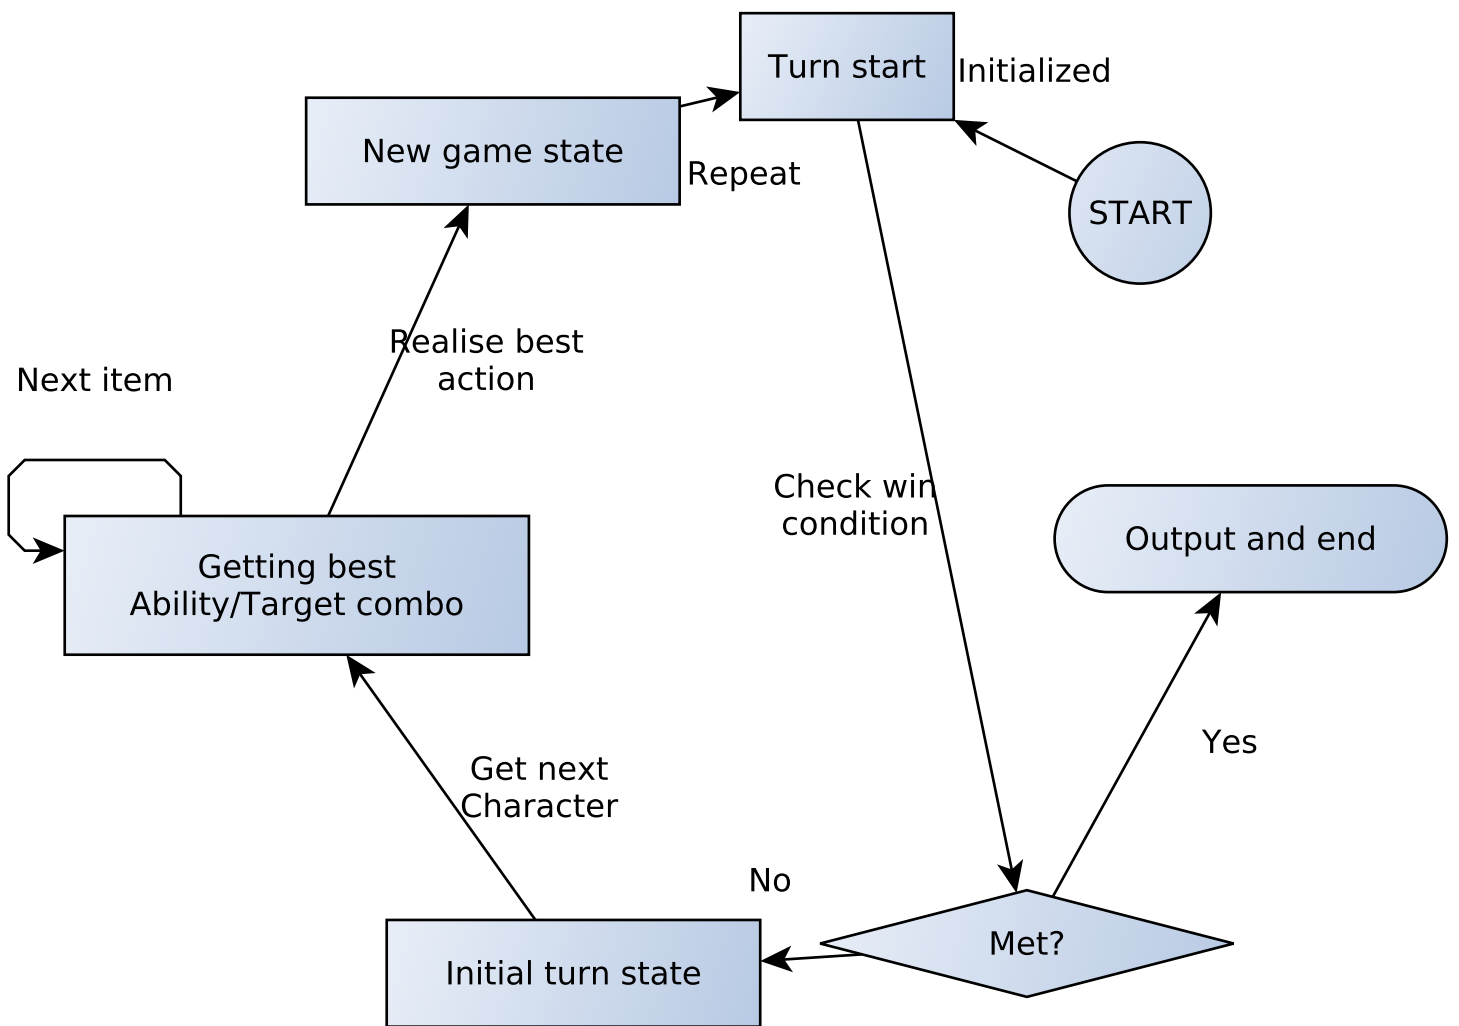 Turn start
Initialized
New game state
Repeat
START
Realise best
action
Next item
Check win
condition
Output and end
Getting best
Ability/Target combo
Yes
Get next
Character
No
Met?
Initial turn state